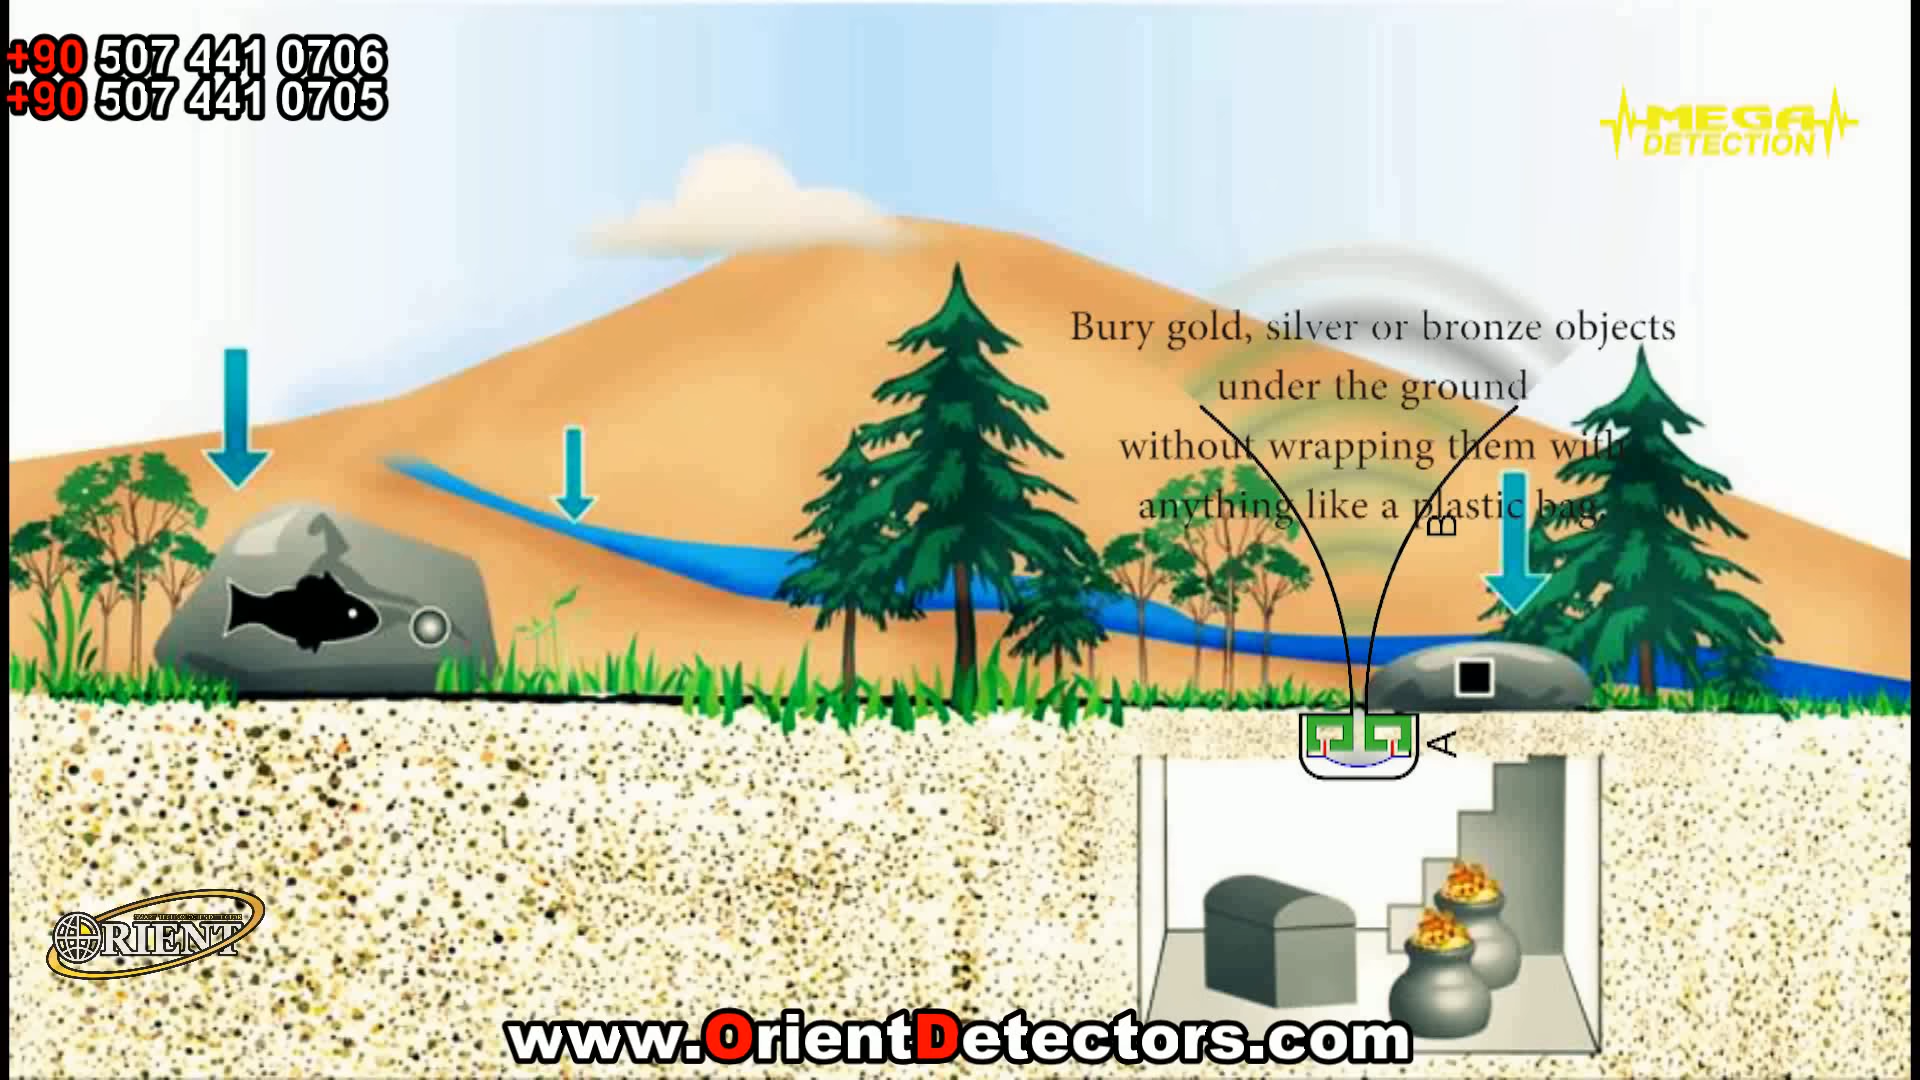 +90 507 441 0706
+90 507 441 0705
MEGA
DETECTION
Bury gold, silver or bronze objects
under the ground
without wrapping them with
anything like a plastic bag.
B
A
ORIENT
www.OrientDetectors.com